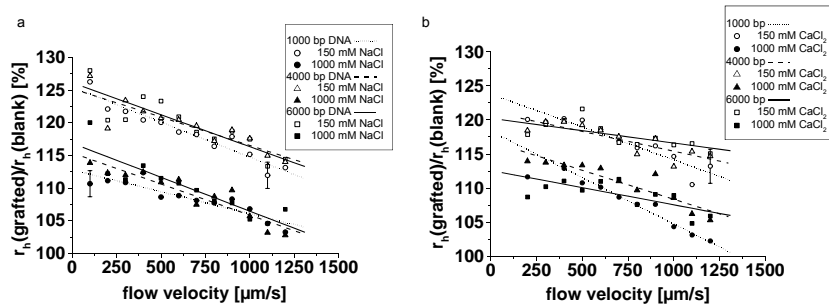 a
1000 bp DNA
150 mM NaCl
1000 mM NaCl
4000 bp DNA
150 mM NaCl
1000 mM NaCl
6000 bp DNA
150 mM NaCl
1000 mM NaCl
130
125
120
115
110
105
100
0 250 500 750 1000 1250 1500
flow velocity [µm/s]
r_h(grafted)/r_h(blank) [%]
b
1000 bp
150 mM CaCl₂
1000 mM CaCl₂
4000 bp
150 mM CaCl₂
1000 mM CaCl₂
6000 bp
150 mM CaCl₂
1000 mM CaCl₂
130
125
120
115
110
105
100
0 250 500 750 1000 1250 1500
flow velocity [µm/s]
r_h(grafted)/r_h(blank) [%]